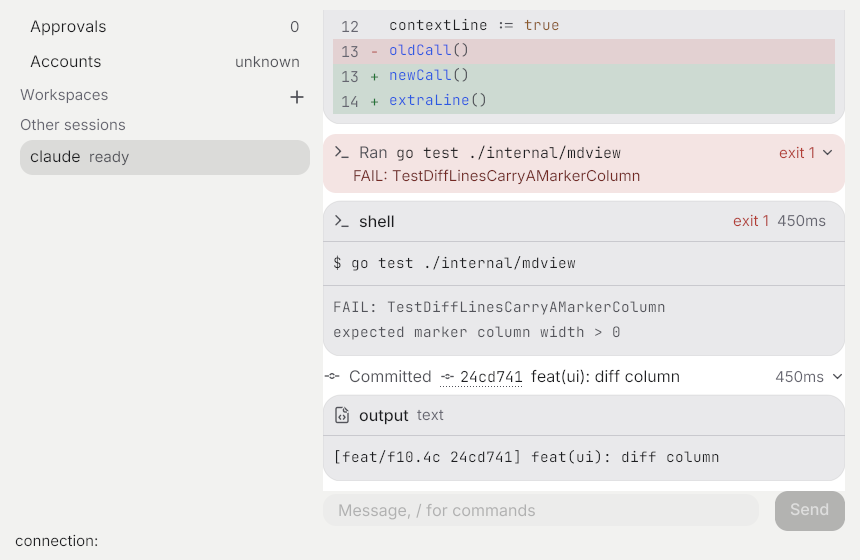 Approvals 0
Accounts unknown
Workspaces +
Other sessions
claude ready
connection:
12 contextLine := true
13 - oldCall()
13 + newCall()
14 + extraLine()
Ran go test ./internal/mdview exit 1
FAIL: TestDiffLinesCarryAMarkerColumn
shell exit 1 450ms
$ go test ./internal/mdview
FAIL: TestDiffLinesCarryAMarkerColumn
expected marker column width > 0
Committed 24cd741 feat(ui): diff column 450ms
output text
[feat/f10.4c 24cd741] feat(ui): diff column
Message, / for commands
Send